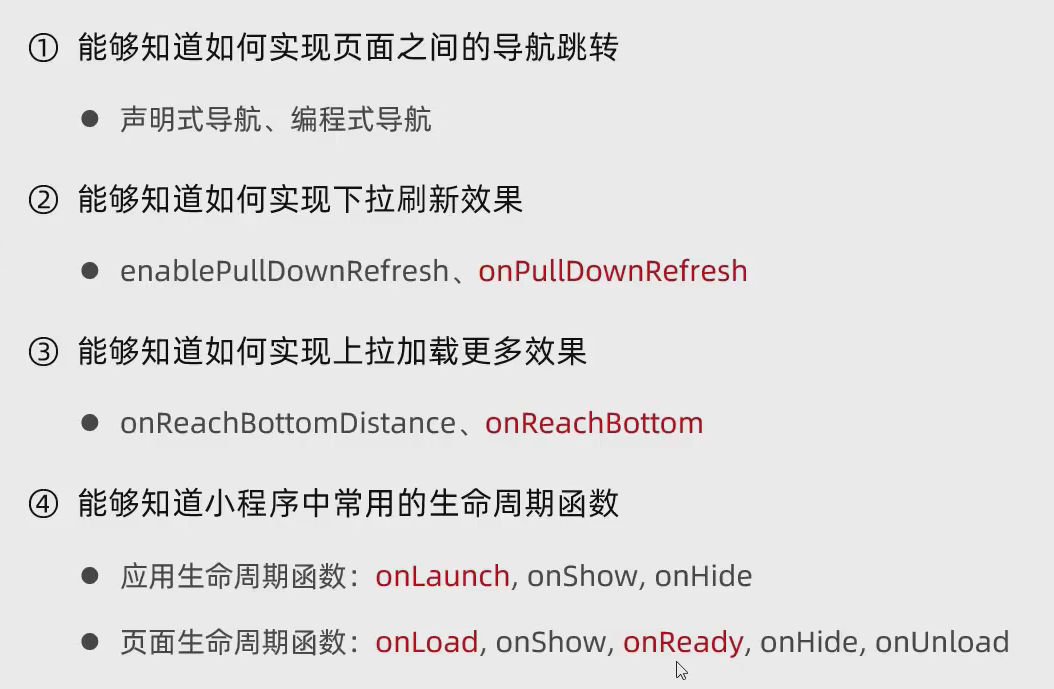 ① 能够知道如何实现页面之间的导航跳转
● 声明式导航、编程式导航
② 能够知道如何实现下拉刷新效果
● enablePullDownRefresh、onPullDownRefresh
③ 能够知道如何实现上拉加载更多效果
● onReachBottomDistance、onReachBottom
④ 能够知道小程序中常用的生命周期函数
● 应用生命周期函数：onLaunch, onShow, onHide
● 页面生命周期函数：onLoad, onShow, onReady, onHide, onUnload